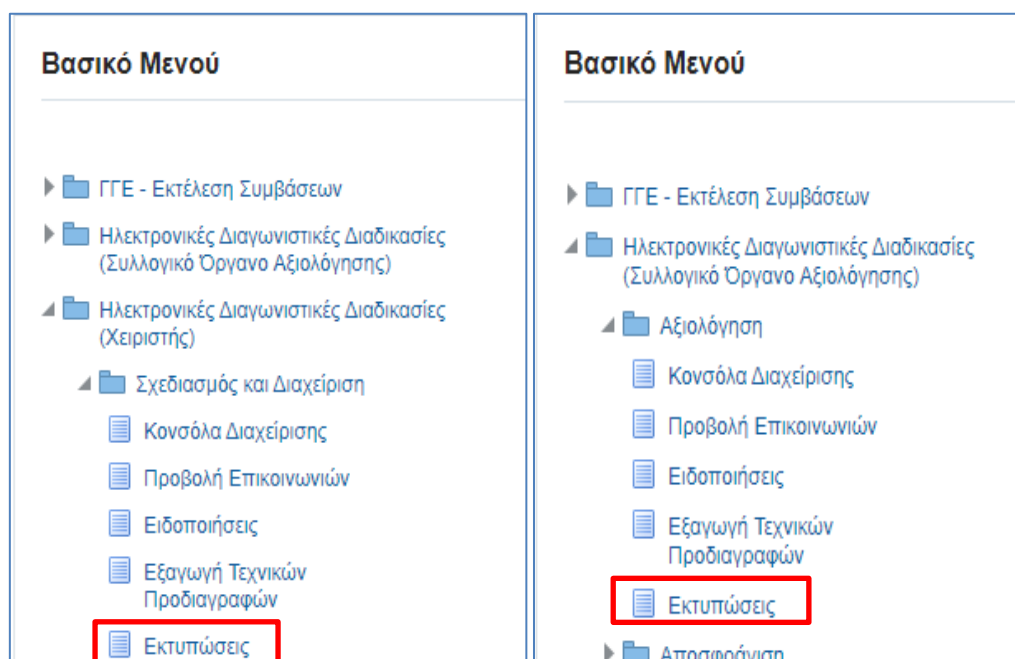 Βασικό Μενού
ΓΓΕ - Εκτέλεση Συμβάσεων
Ηλεκτρονικές Διαγωνιστικές Διαδικασίες
(Συλλογικό Όργανο Αξιολόγησης)
Ηλεκτρονικές Διαγωνιστικές Διαδικασίες
(Χειριστής)
Σχεδιασμός και Διαχείριση
Κονσόλα Διαχείρισης
Προβολή Επικοινωνιών
Ειδοποιήσεις
Εξαγωγή Τεχνικών
Προδιαγραφών
Εκτυπώσεις
Βασικό Μενού
ΓΓΕ - Εκτέλεση Συμβάσεων
Ηλεκτρονικές Διαγωνιστικές Διαδικασίες
(Συλλογικό Όργανο Αξιολόγησης)
Αξιολόγηση
Κονσόλα Διαχείρισης
Προβολή Επικοινωνιών
Ειδοποιήσεις
Εξαγωγή Τεχνικών
Προδιαγραφών
Εκτυπώσεις
Αποσφράγιση